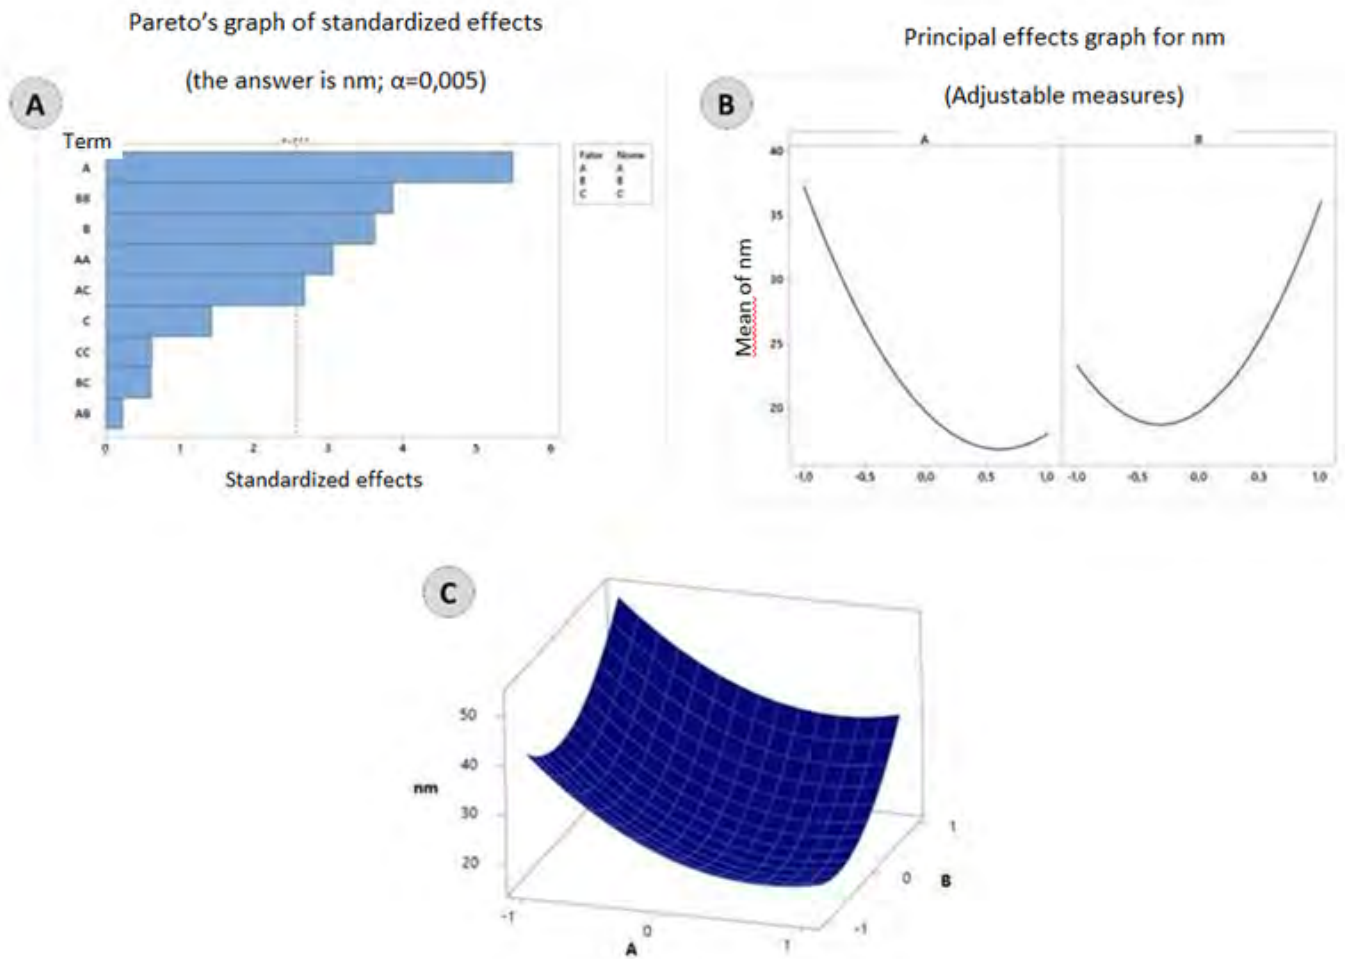 Pareto's graph of standardized effects
(the answer is nm; α=0,005)
A
Term
A
BB
B
AA
AC
C
CC
BC
AB
0 1 2 3 4 5 6
Standardized effects
Nome
A A
B B
C C
Principal effects graph for nm
(Adjustable measures)
B
A B
Mean of nm
40
35
30
25
20
-1,0 -0,5 0,0 0,5 1,0 -1,0 -0,5 0,0 1,0
C
nm
50
40
30
20
-1 0 1
A
-1 0 1
B